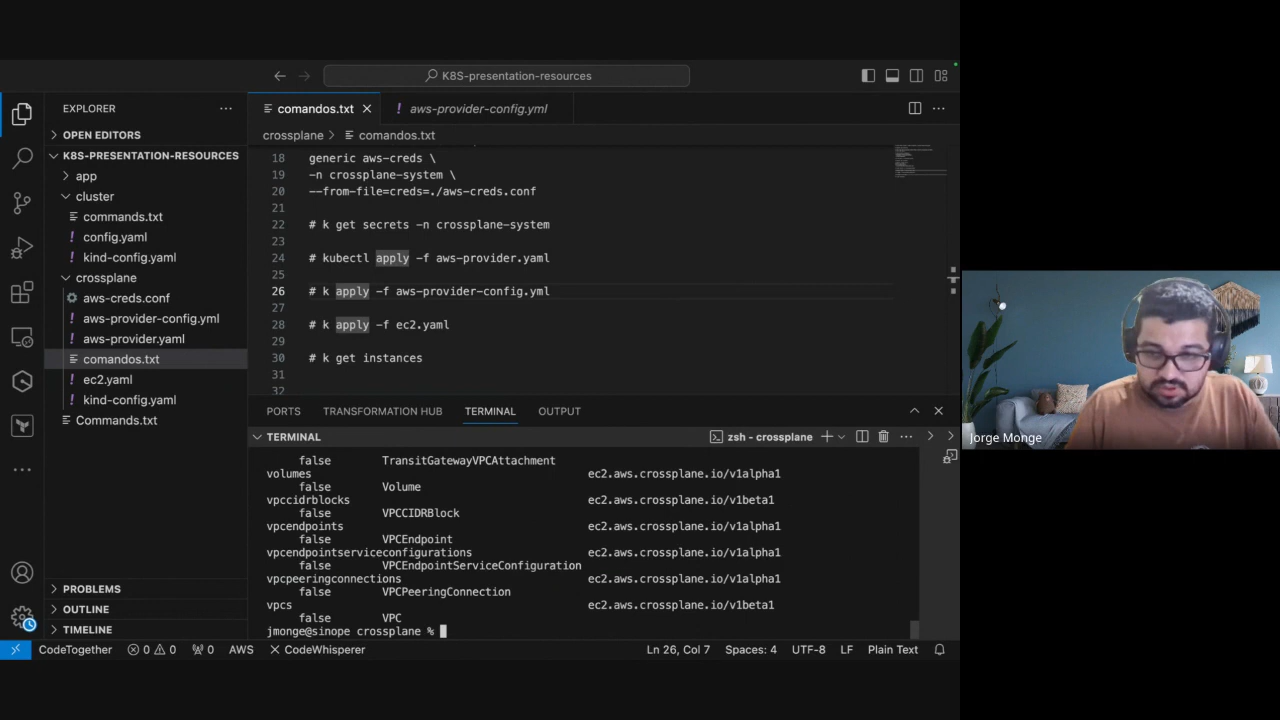 K8S-presentation-resources
EXPLORER
OPEN EDITORS
K8S-PRESENTATION-RESOURCES
app
cluster
commands.txt
config.yaml
kind-config.yaml
crossplane
aws-creds.conf
aws-provider-config.yml
aws-provider.yaml
comandos.txt
ec2.yaml
kind-config.yaml
Commands.txt
PROBLEMS
OUTLINE
TIMELINE
comandos.txt
aws-provider-config.yml
crossplane > comandos.txt
18 generic aws-creds \
19 -n crossplane-system \
20 --from-file=creds=./aws-creds.conf
21
22 # k get secrets -n crossplane-system
23
24 # kubectl apply -f aws-provider.yaml
25
26 # k apply -f aws-provider-config.yml
27
28 # k apply -f ec2.yaml
29
30 # k get instances
31
32
PORTS TRANSFORMATION HUB TERMINAL OUTPUT
TERMINAL
zsh - crossplane
false TransitGatewayVPCAttachment
volumes ec2.aws.crossplane.io/v1alpha1
false Volume
vpccidrblocks ec2.aws.crossplane.io/v1beta1
false VPCCIDRBlock
vpcendpoints ec2.aws.crossplane.io/v1alpha1
false VPCEndpoint
vpcendpointserviceconfigurations ec2.aws.crossplane.io/v1alpha1
false VPCEndpointServiceConfiguration
vpcpeeringconnections ec2.aws.crossplane.io/v1alpha1
false VPCPeeringConnection
vpcs ec2.aws.crossplane.io/v1beta1
false VPC
jmonge@sinope crossplane %
CodeTogether 0 0 0 AWS CodeWhisperer Ln 26, Col 7 Spaces: 4 UTF-8 LF Plain Text
Jorge Monge